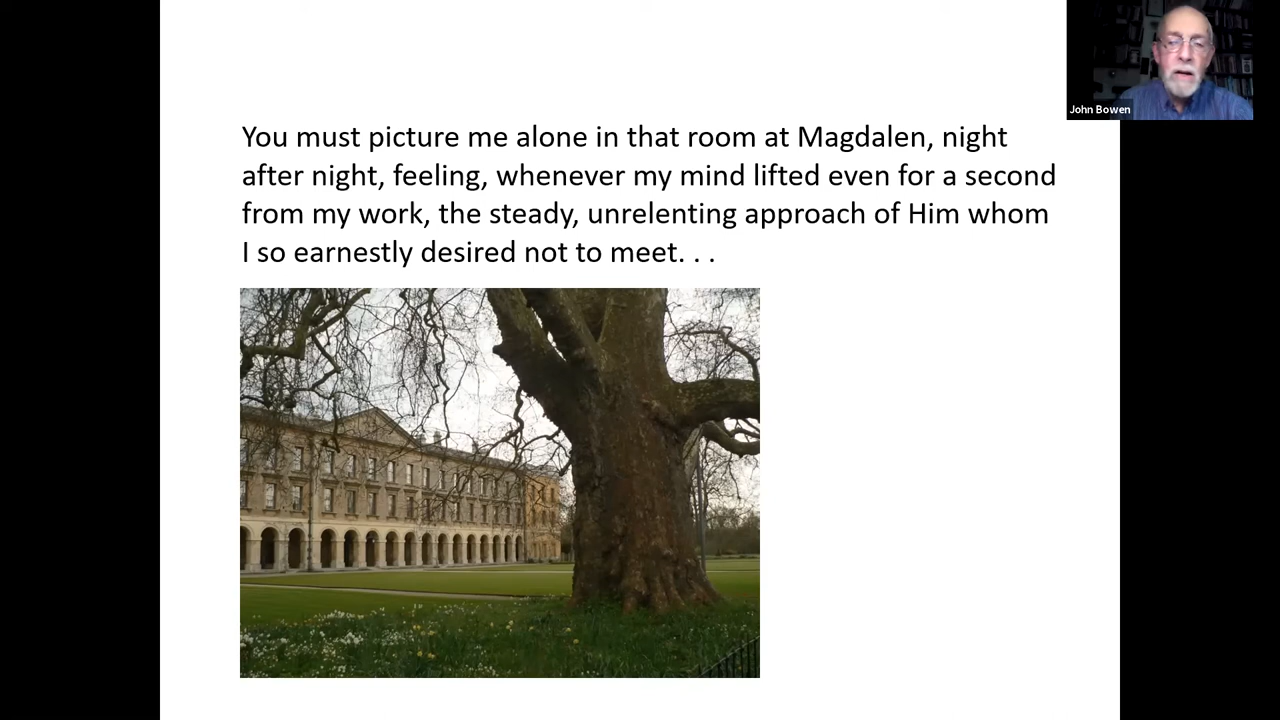 John Bowen
You must picture me alone in that room at Magdalen, night
after night, feeling, whenever my mind lifted even for a second
from my work, the steady, unrelenting approach of Him whom
I so earnestly desired not to meet. . .